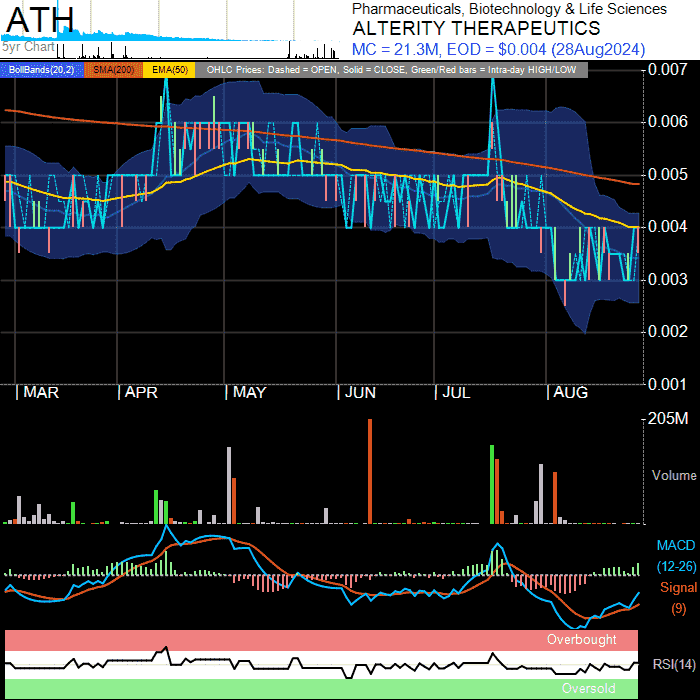 ATH
Pharmaceuticals, Biotechnology & Life Sciences
ALTERITY THERAPEUTICS
5yr Chart
MC = 21.3M, EOD = $0.004 (28Aug2024)
BollBands(20,2) SMA(200) EMA(50) OHLC Prices: Dashed = OPEN, Solid = CLOSE, Green/Red bars = Intra-day HIGH/LOW
0.007
0.006
0.005
0.004
0.003
0.002
0.001
MAR APR MAY JUN JUL AUG
205M
Volume
MACD
(12-26)
Signal
(9)
Overbought
RSI(14)
Oversold